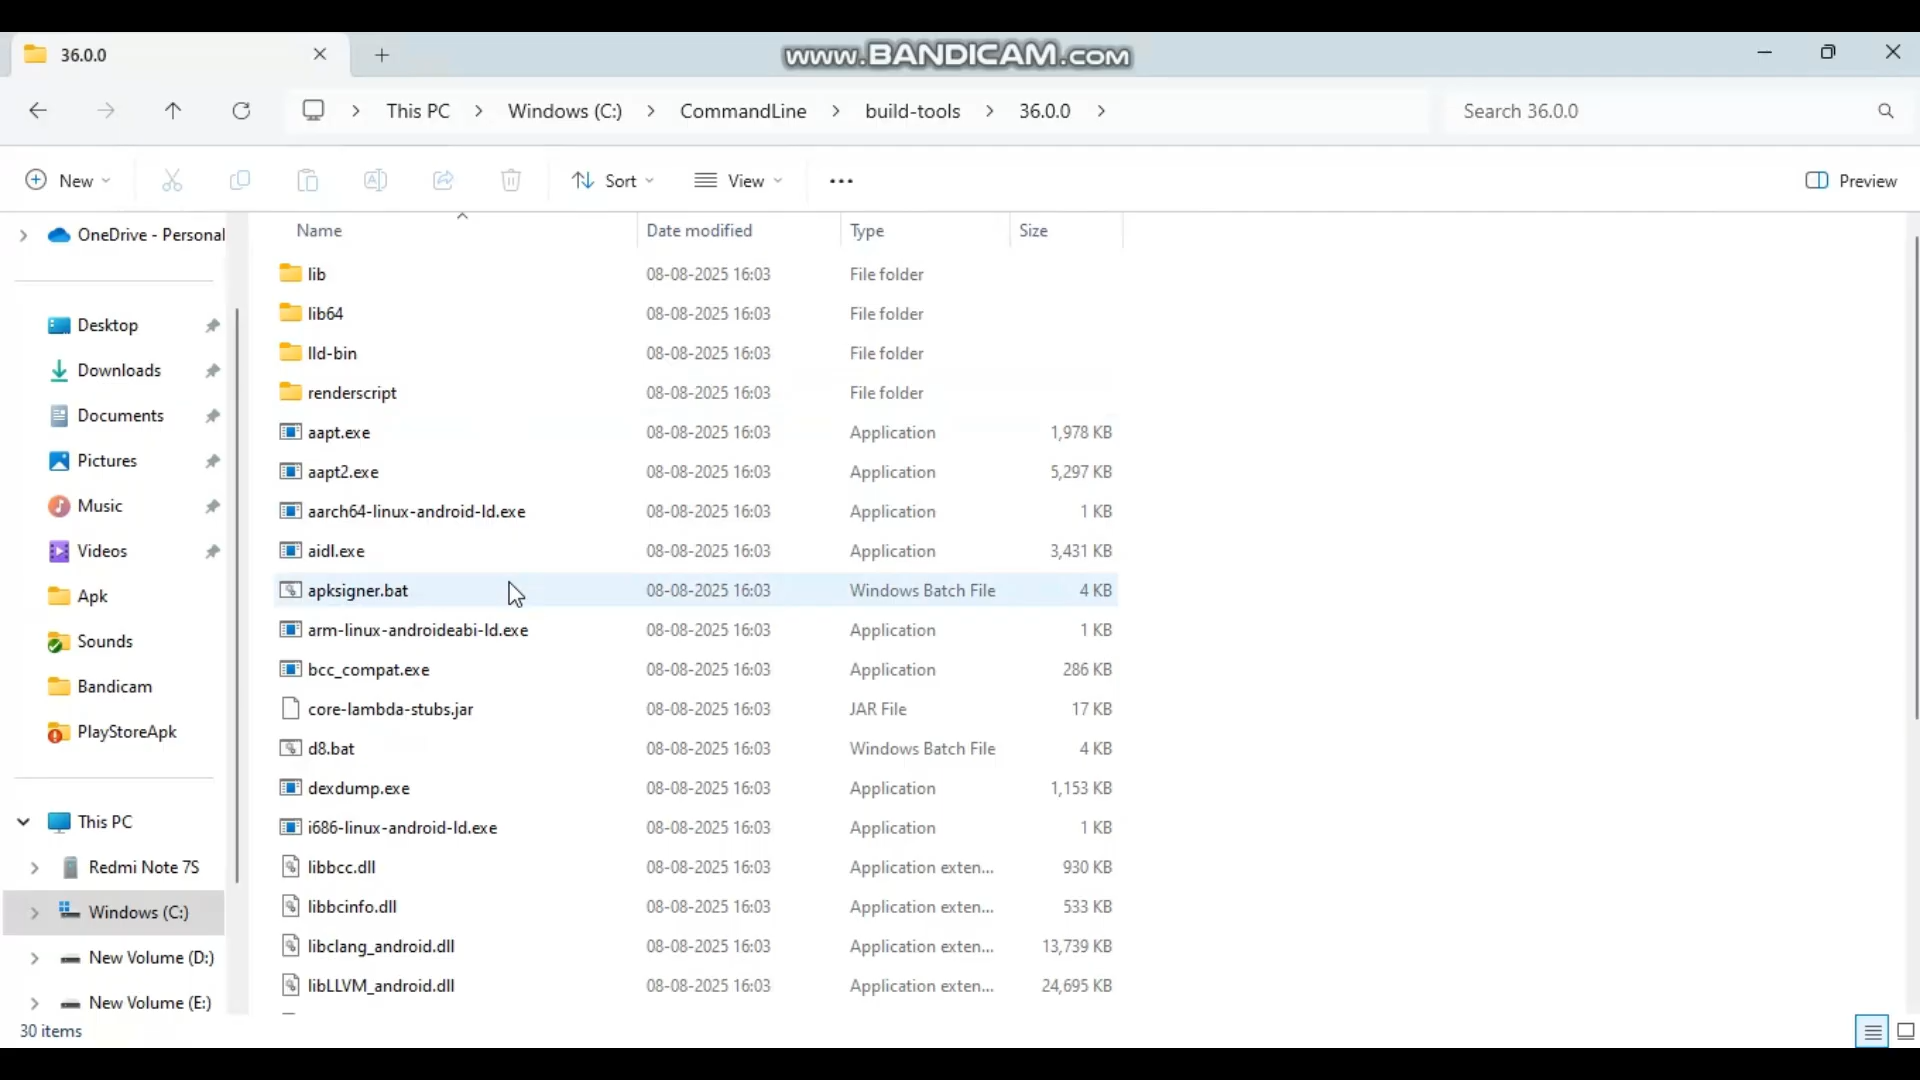 36.0.0
www.BANDICAM.com
This PC > Windows (C:) > CommandLine > build-tools > 36.0.0 >
Search 36.0.0
New
Sort
View
Preview
OneDrive - Personal
Desktop
Downloads
Documents
Pictures
Music
Videos
Apk
Sounds
Bandicam
PlayStoreApk
This PC
Redmi Note 7S
Windows (C:)
New Volume (D:)
New Volume (E:)
Name Date modified Type Size
lib 08-08-2025 16:03 File folder
lib64 08-08-2025 16:03 File folder
lld-bin 08-08-2025 16:03 File folder
renderscript 08-08-2025 16:03 File folder
aapt.exe 08-08-2025 16:03 Application 1,978 KB
aapt2.exe 08-08-2025 16:03 Application 5,297 KB
aarch64-linux-android-ld.exe 08-08-2025 16:03 Application 1 KB
aidl.exe 08-08-2025 16:03 Application 3,431 KB
apksigner.bat 08-08-2025 16:03 Windows Batch File 4 KB
arm-linux-androideabi-ld.exe 08-08-2025 16:03 Application 1 KB
bcc_compat.exe 08-08-2025 16:03 Application 286 KB
core-lambda-stubs.jar 08-08-2025 16:03 JAR File 17 KB
d8.bat 08-08-2025 16:03 Windows Batch File 4 KB
dexdump.exe 08-08-2025 16:03 Application 1,153 KB
i686-linux-android-ld.exe 08-08-2025 16:03 Application 1 KB
libbcc.dll 08-08-2025 16:03 Application exten... 930 KB
libbcinfo.dll 08-08-2025 16:03 Application exten... 533 KB
libclang_android.dll 08-08-2025 16:03 Application exten... 13,739 KB
libLLVM_android.dll 08-08-2025 16:03 Application exten... 24,695 KB
30 items